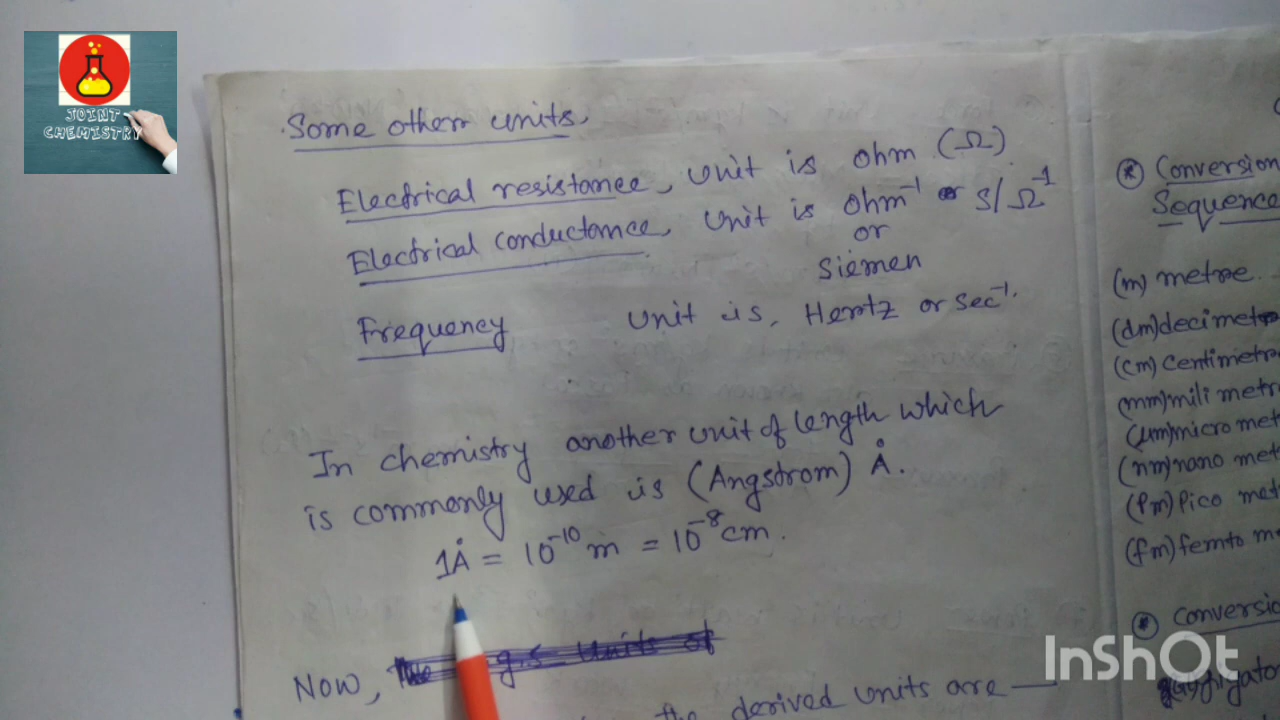 JOINT
CHEMISTRY
Some other units,
Electrical resistance, unit is ohm (Ω).
Electrical conductance, unit is ohm⁻¹ or S/Ω⁻¹
or
Siemen
Frequency unit is, Hertz or sec⁻¹.
In chemistry another unit of length which
is commonly used is (Angstrom) Å.
1Å = 10⁻¹⁰ m = 10⁻⁸ cm.
Now,
the derived units are —
* Conversion
Sequence
(m) metre
(dm) decimetre
(cm) centimetre
(mm) mili metr
(μm) micro met
(nm) nano met
(Pm) Pico met
(fm) femto m
* Conversio
InShOt